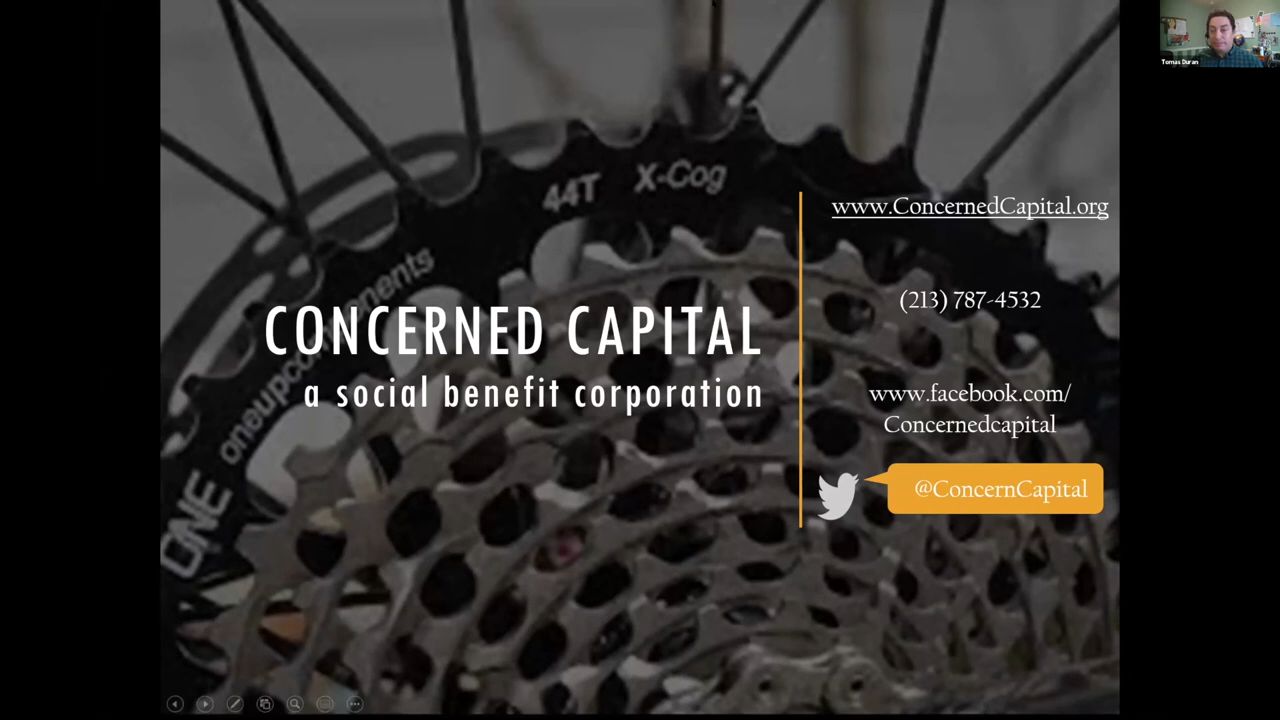 44T X-Cog
oneupcomponents
ONE
CONCERNED CAPITAL
a social benefit corporation
www.ConcernedCapital.org
(213) 787-4532
www.facebook.com/
Concernedcapital
@ConcernCapital
Tomas Duran